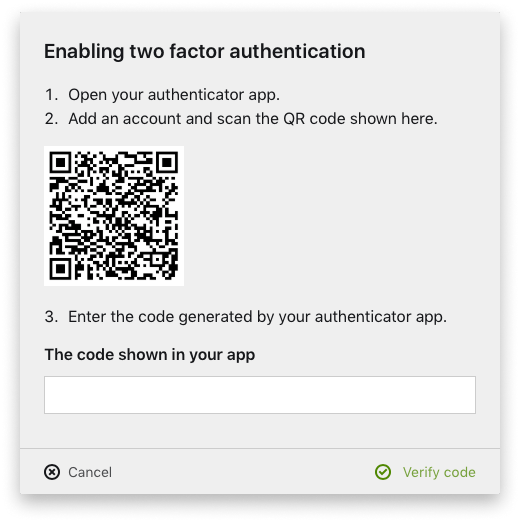 Enabling two factor authentication
1. Open your authenticator app.
2. Add an account and scan the QR code shown here.
3. Enter the code generated by your authenticator app.
The code shown in your app
Cancel
Verify code